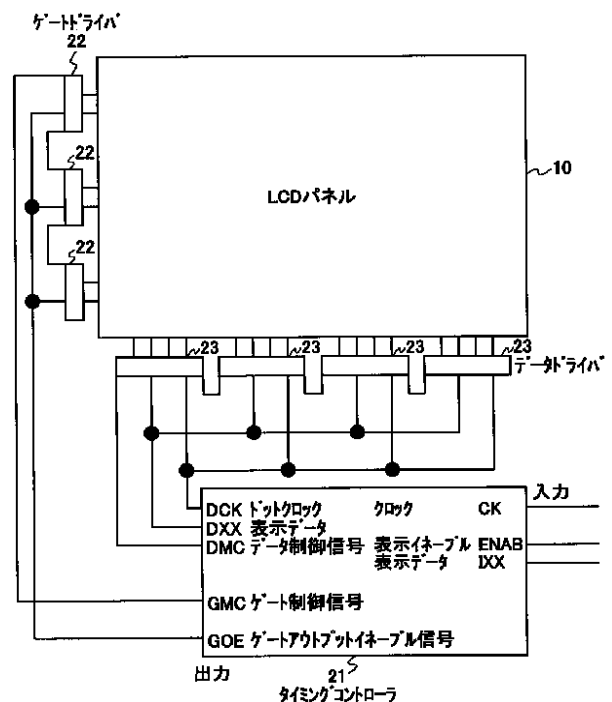 ゲートドライバ
22
22
22
LCDパネル
10
23
23
23
23
データドライバ
入力
DCK ドットクロック クロック CK
DXX 表示データ
DMC データ制御信号 表示イネーブル ENAB
表示データ IXX
GMC ゲート制御信号
GOE ゲートアウトプットイネーブル信号
出力
21
タイミングコントローラ